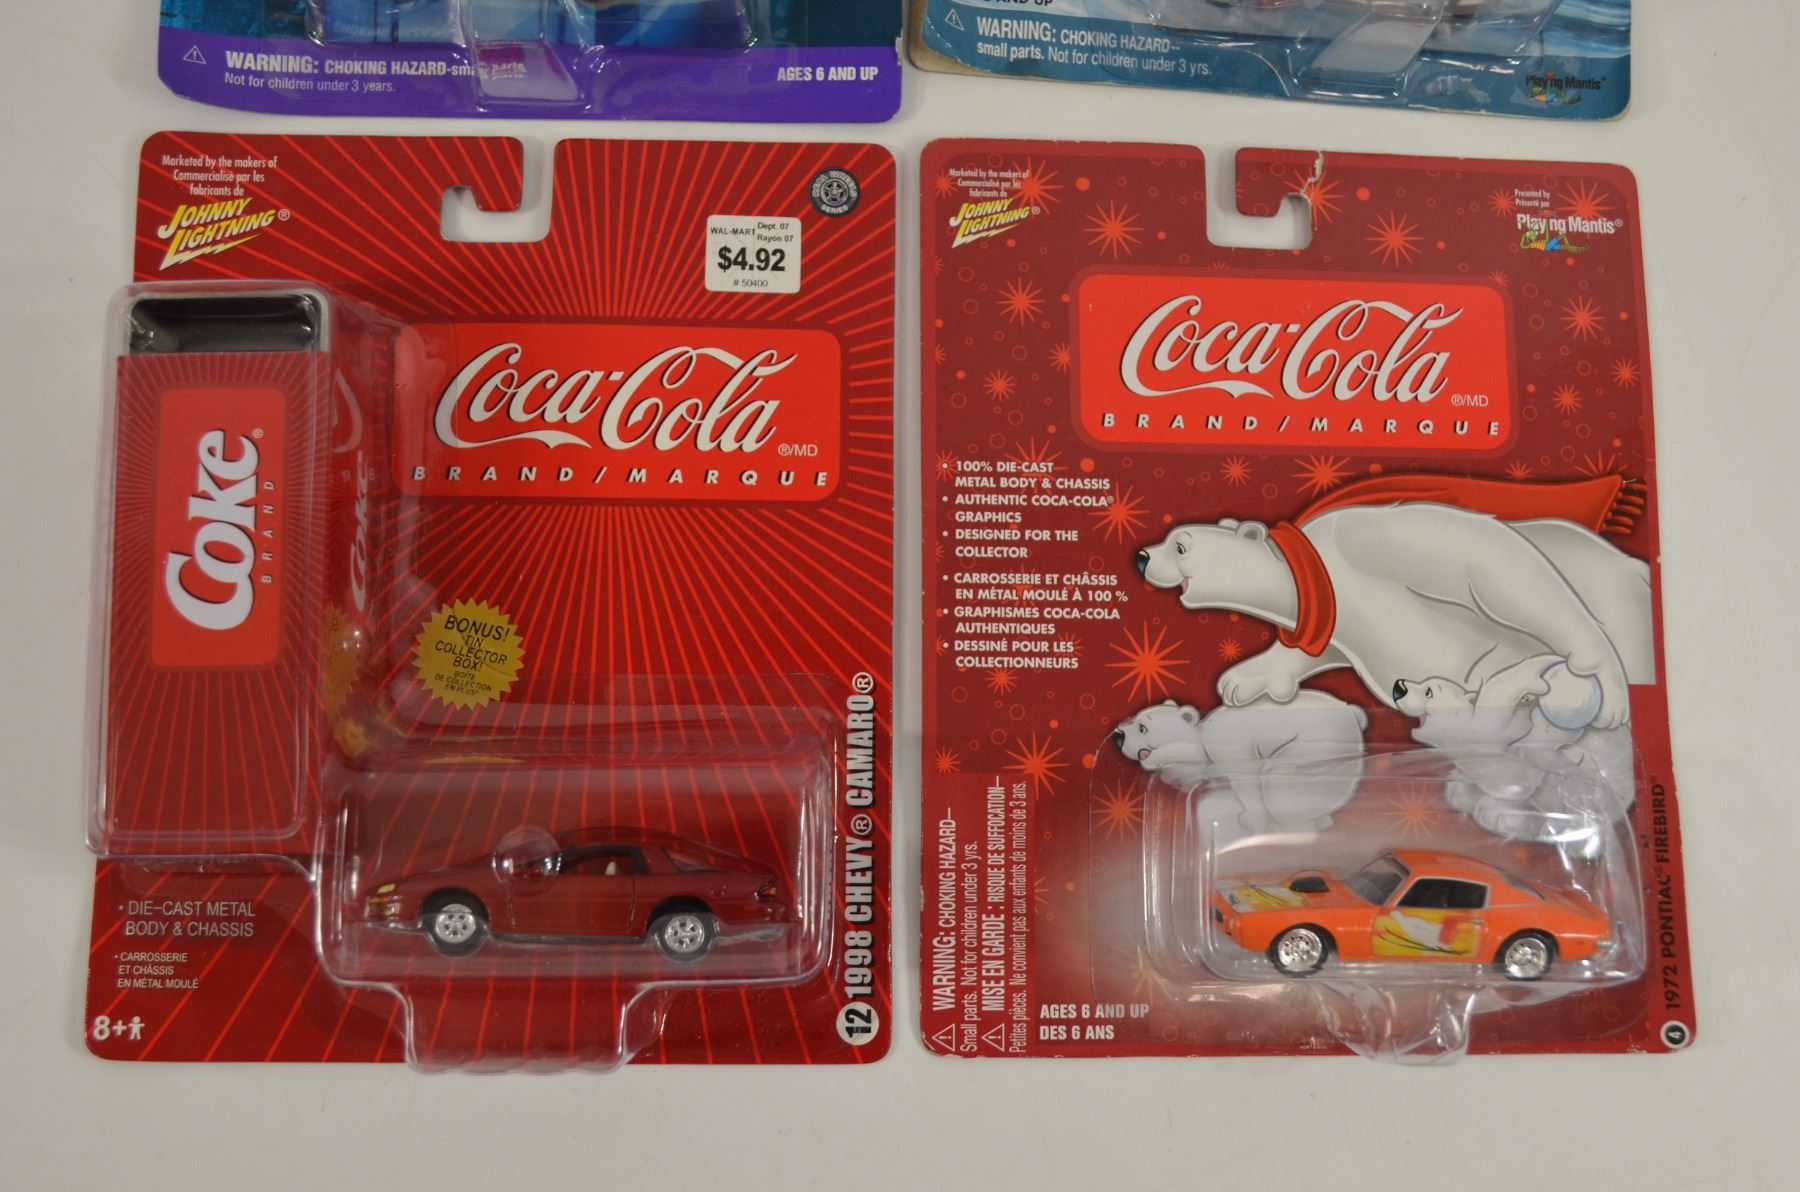 WARNING: CHOKING HAZARD-
Not for children under 3 years.
AGES 6 AND UP
AND UP
WARNING: CHOKING HAZARD--
small parts. Not for children under 3 yrs.
Playing Mantis®
Marketed by the makers of
Commercialisé par les
fabricants de
JOHNNY
LIGHTNING®
WAL-MART Dept. 07
Rayon 07
$4.92
# 50400
Coca-Cola
®/MD
BRAND/MARQUE
Coke®
BRAND
Coke
BONUS!
TIN
COLLECTOR
BOX!
BOÎTE
DE COLLECTION
EN PLUS!
• DIE-CAST METAL
BODY & CHASSIS
• CARROSSERIE
ET CHÂSSIS
EN MÉTAL MOULÉ
8+
12 1998 CHEVY® CAMARO®
Marketed by the makers of
Commercialisé par les
fabricants de
JOHNNY
LIGHTNING®
Presented by
Présenté par
Playing Mantis®
Coca-Cola
®/MD
BRAND/MARQUE
• 100% DIE-CAST
METAL BODY & CHASSIS
• AUTHENTIC COCA-COLA®
GRAPHICS
• DESIGNED FOR THE
COLLECTOR
• CARROSSERIE ET CHÂSSIS
EN MÉTAL MOULÉ À 100 %
• GRAPHISMES COCA-COLA
AUTHENTIQUES
• DESSINÉ POUR LES
COLLECTIONNEURS
WARNING: CHOKING HAZARD—
Small parts. Not for children under 3 yrs.
MISE EN GARDE : RISQUE DE SUFFOCATION—
Petites pièces. Ne convient pas aux enfants de moins de 3 ans.
AGES 6 AND UP
DES 6 ANS
4 1972 PONTIAC® FIREBIRD®